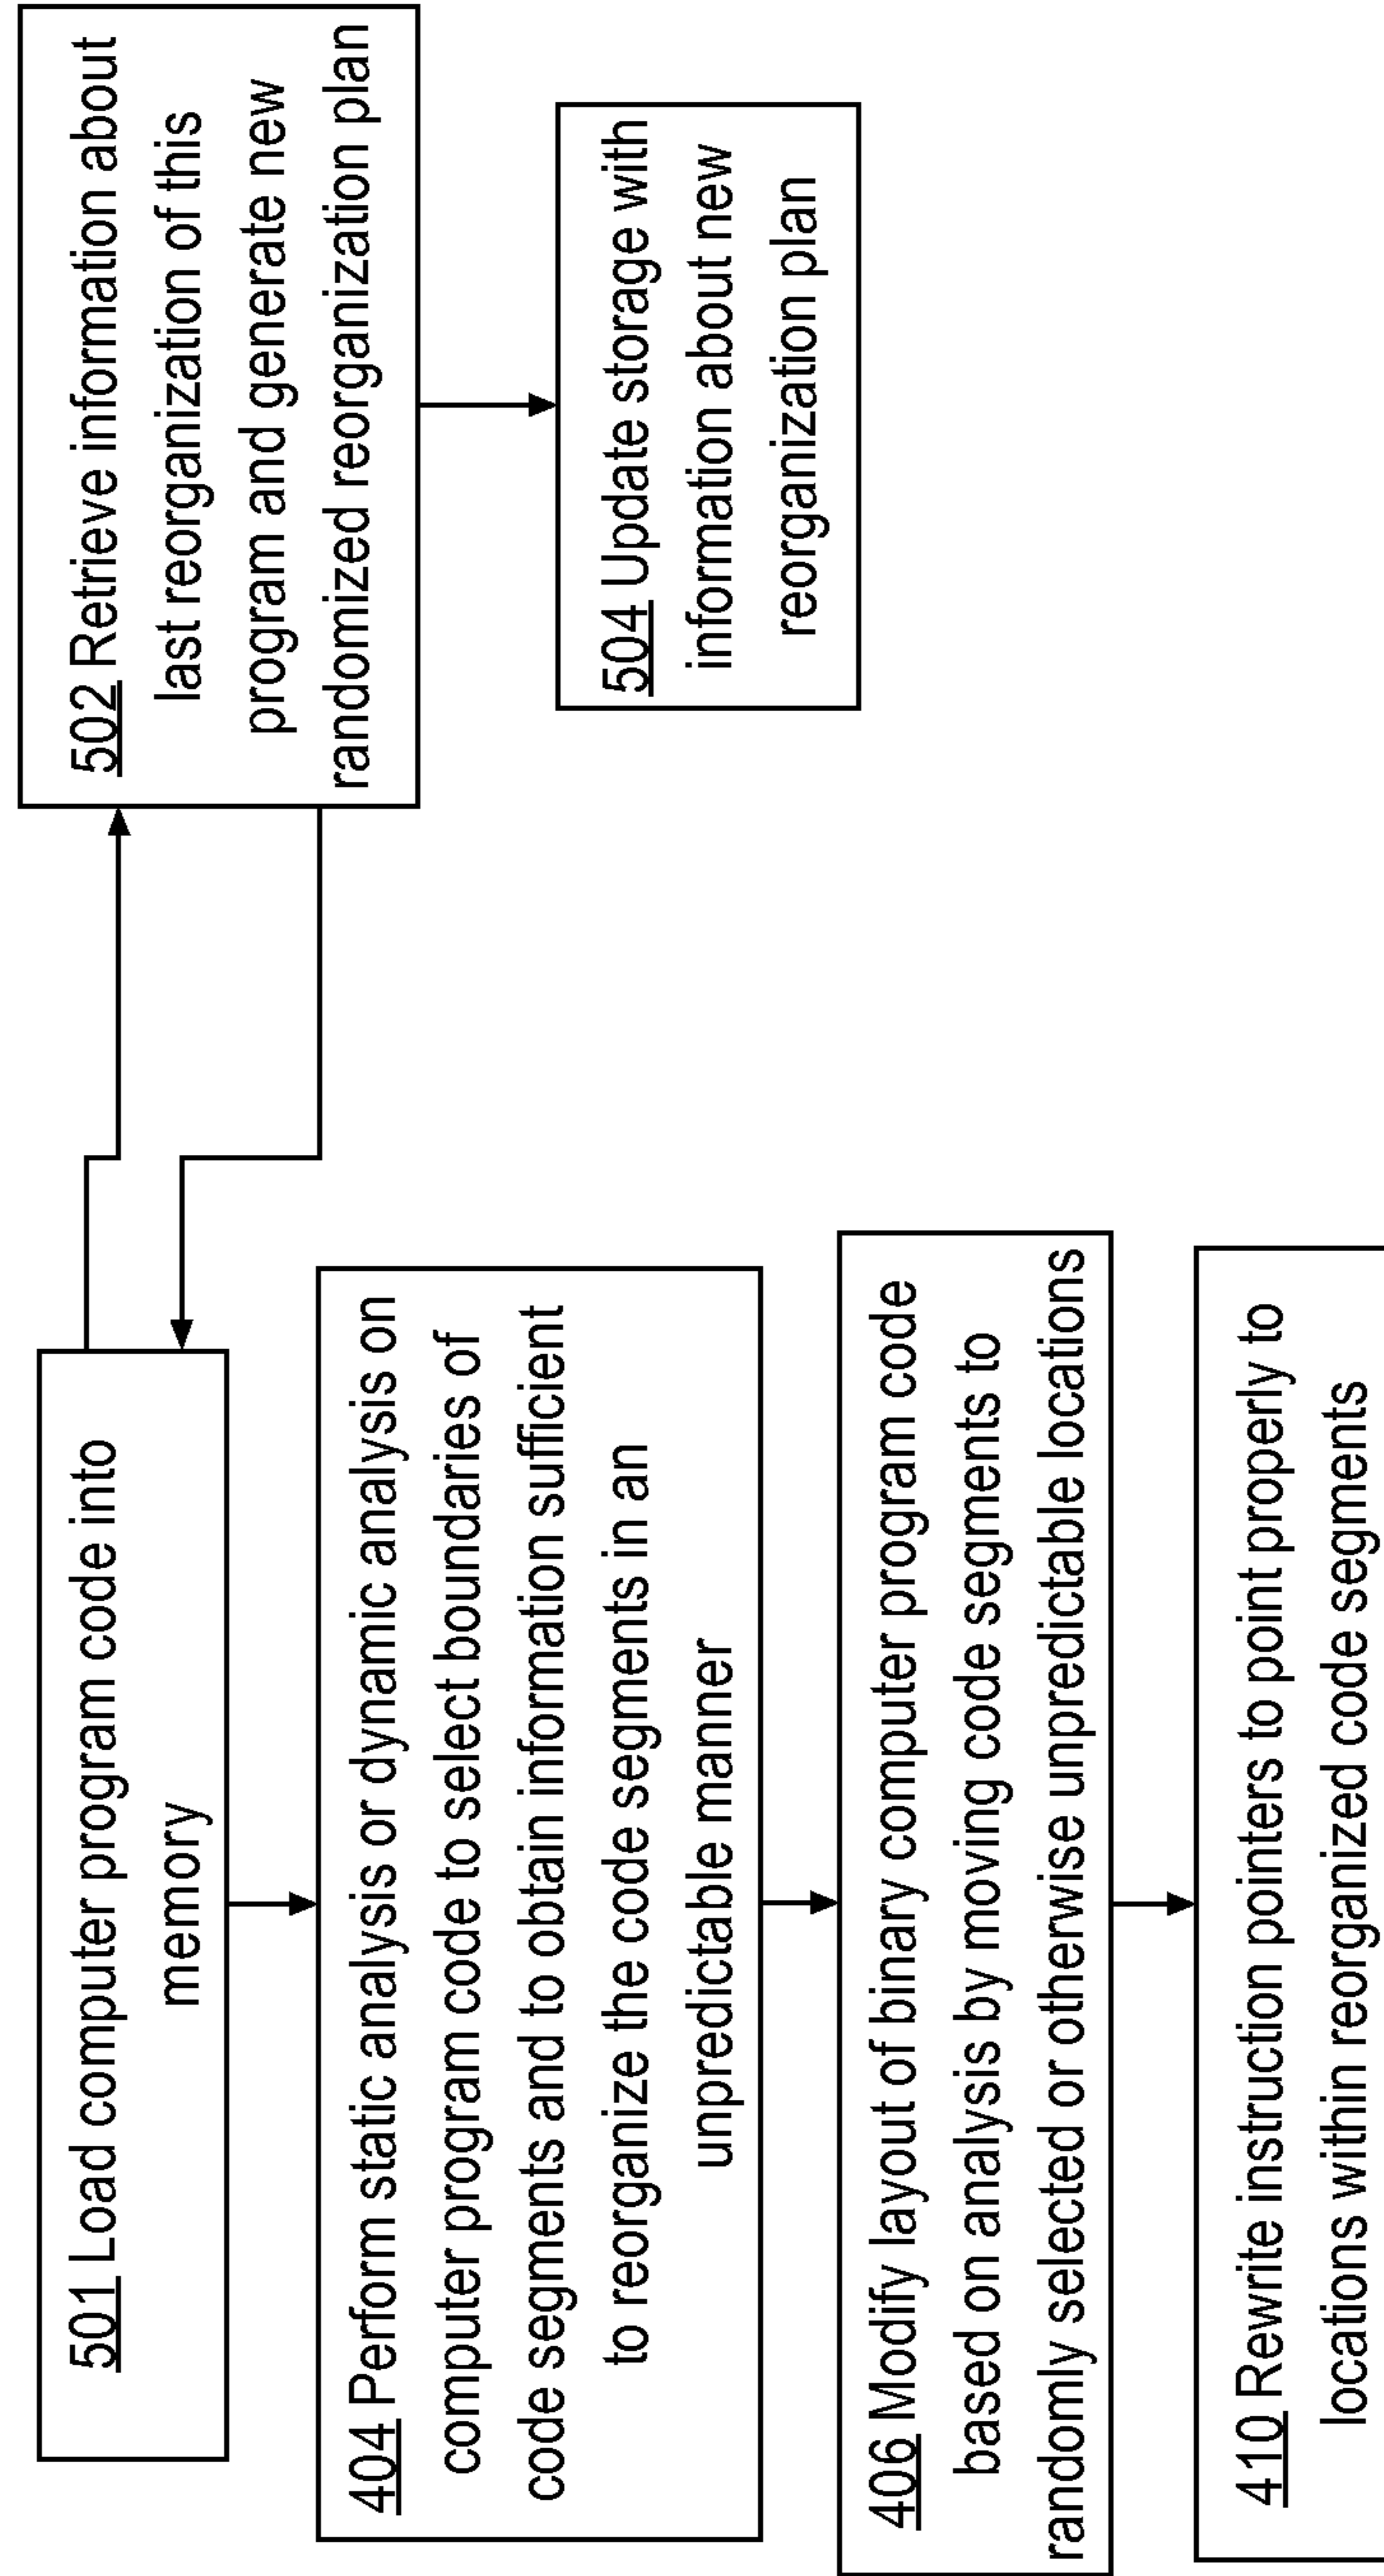 501 Load computer program code into
memory
502 Retrieve information about
last reorganization of this
program and generate new
randomized reorganization plan
504 Update storage with
information about new
reorganization plan
404 Perform static analysis or dynamic analysis on
computer program code to select boundaries of
code segments and to obtain information sufficient
to reorganize the code segments in an
unpredictable manner
406 Modify layout of binary computer program code
based on analysis by moving code segments to
randomly selected or otherwise unpredictable locations
410 Rewrite instruction pointers to point properly to
locations within reorganized code segments